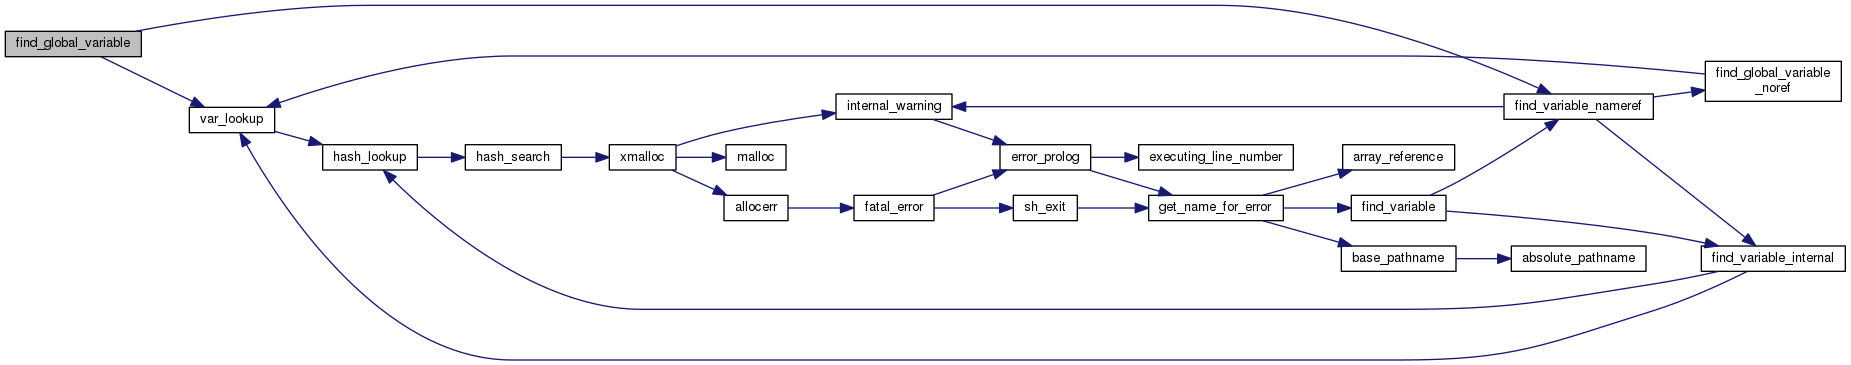 find_global_variable
find_global_variable
_noref
internal_warning
find_variable_nameref
var_lookup
hash_lookup
hash_search
xmalloc
malloc
error_prolog
executing_line_number
array_reference
allocerr
fatal_error
sh_exit
get_name_for_error
find_variable
base_pathname
absolute_pathname
find_variable_internal